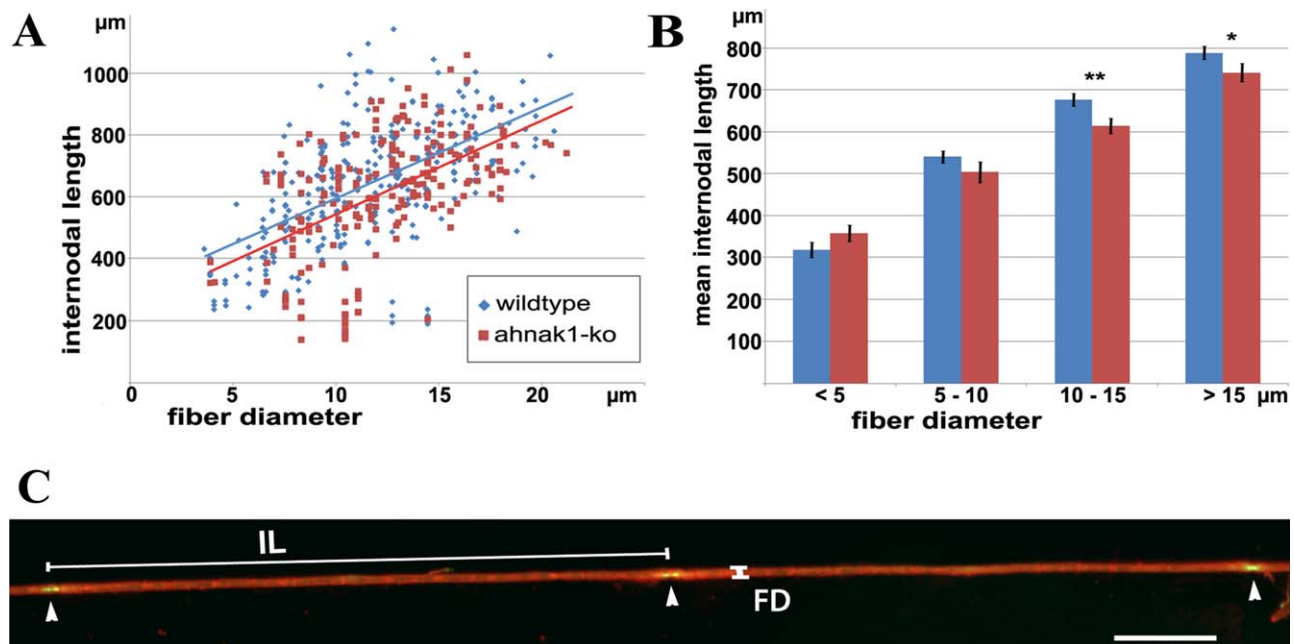 A
µm
1000
800
600
400
200
internodal length
wildtype
ahnak1-ko
0 5 10 15 20 µm
fiber diameter
B
µm
800
700
600
500
400
300
200
100
mean internodal length
**
*
< 5 5 - 10 10 - 15 > 15 µm
fiber diameter
C
IL
FD